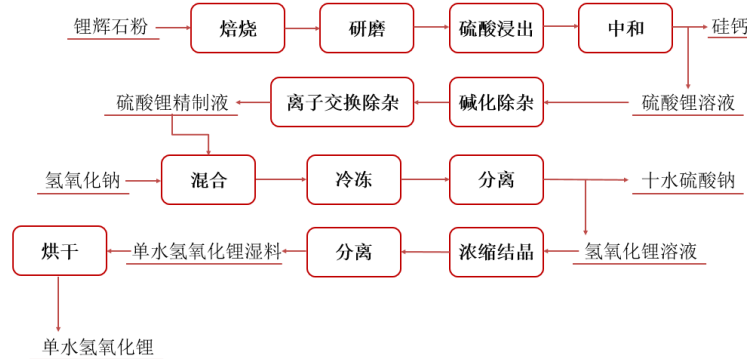 锂辉石粉 焙烧 研磨 硫酸浸出 中和 硅钙
硫酸锂精制液 离子交换除杂 碱化除杂 硫酸锂溶液
氢氧化钠 混合 冷冻 分离 十水硫酸钠
烘干 单水氢氧化锂湿料 分离 浓缩结晶 氢氧化锂溶液
单水氢氧化锂